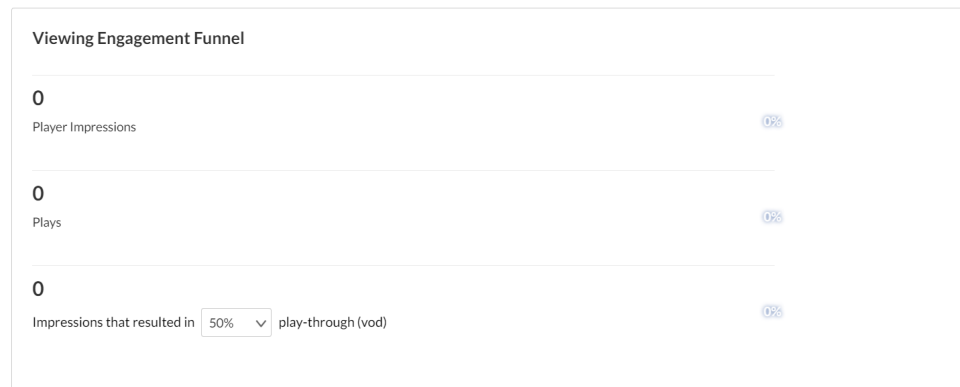 Viewing Engagement Funnel
0
Player Impressions
0%
0
Plays
0%
0
Impressions that resulted in 50% play-through (vod)
0%